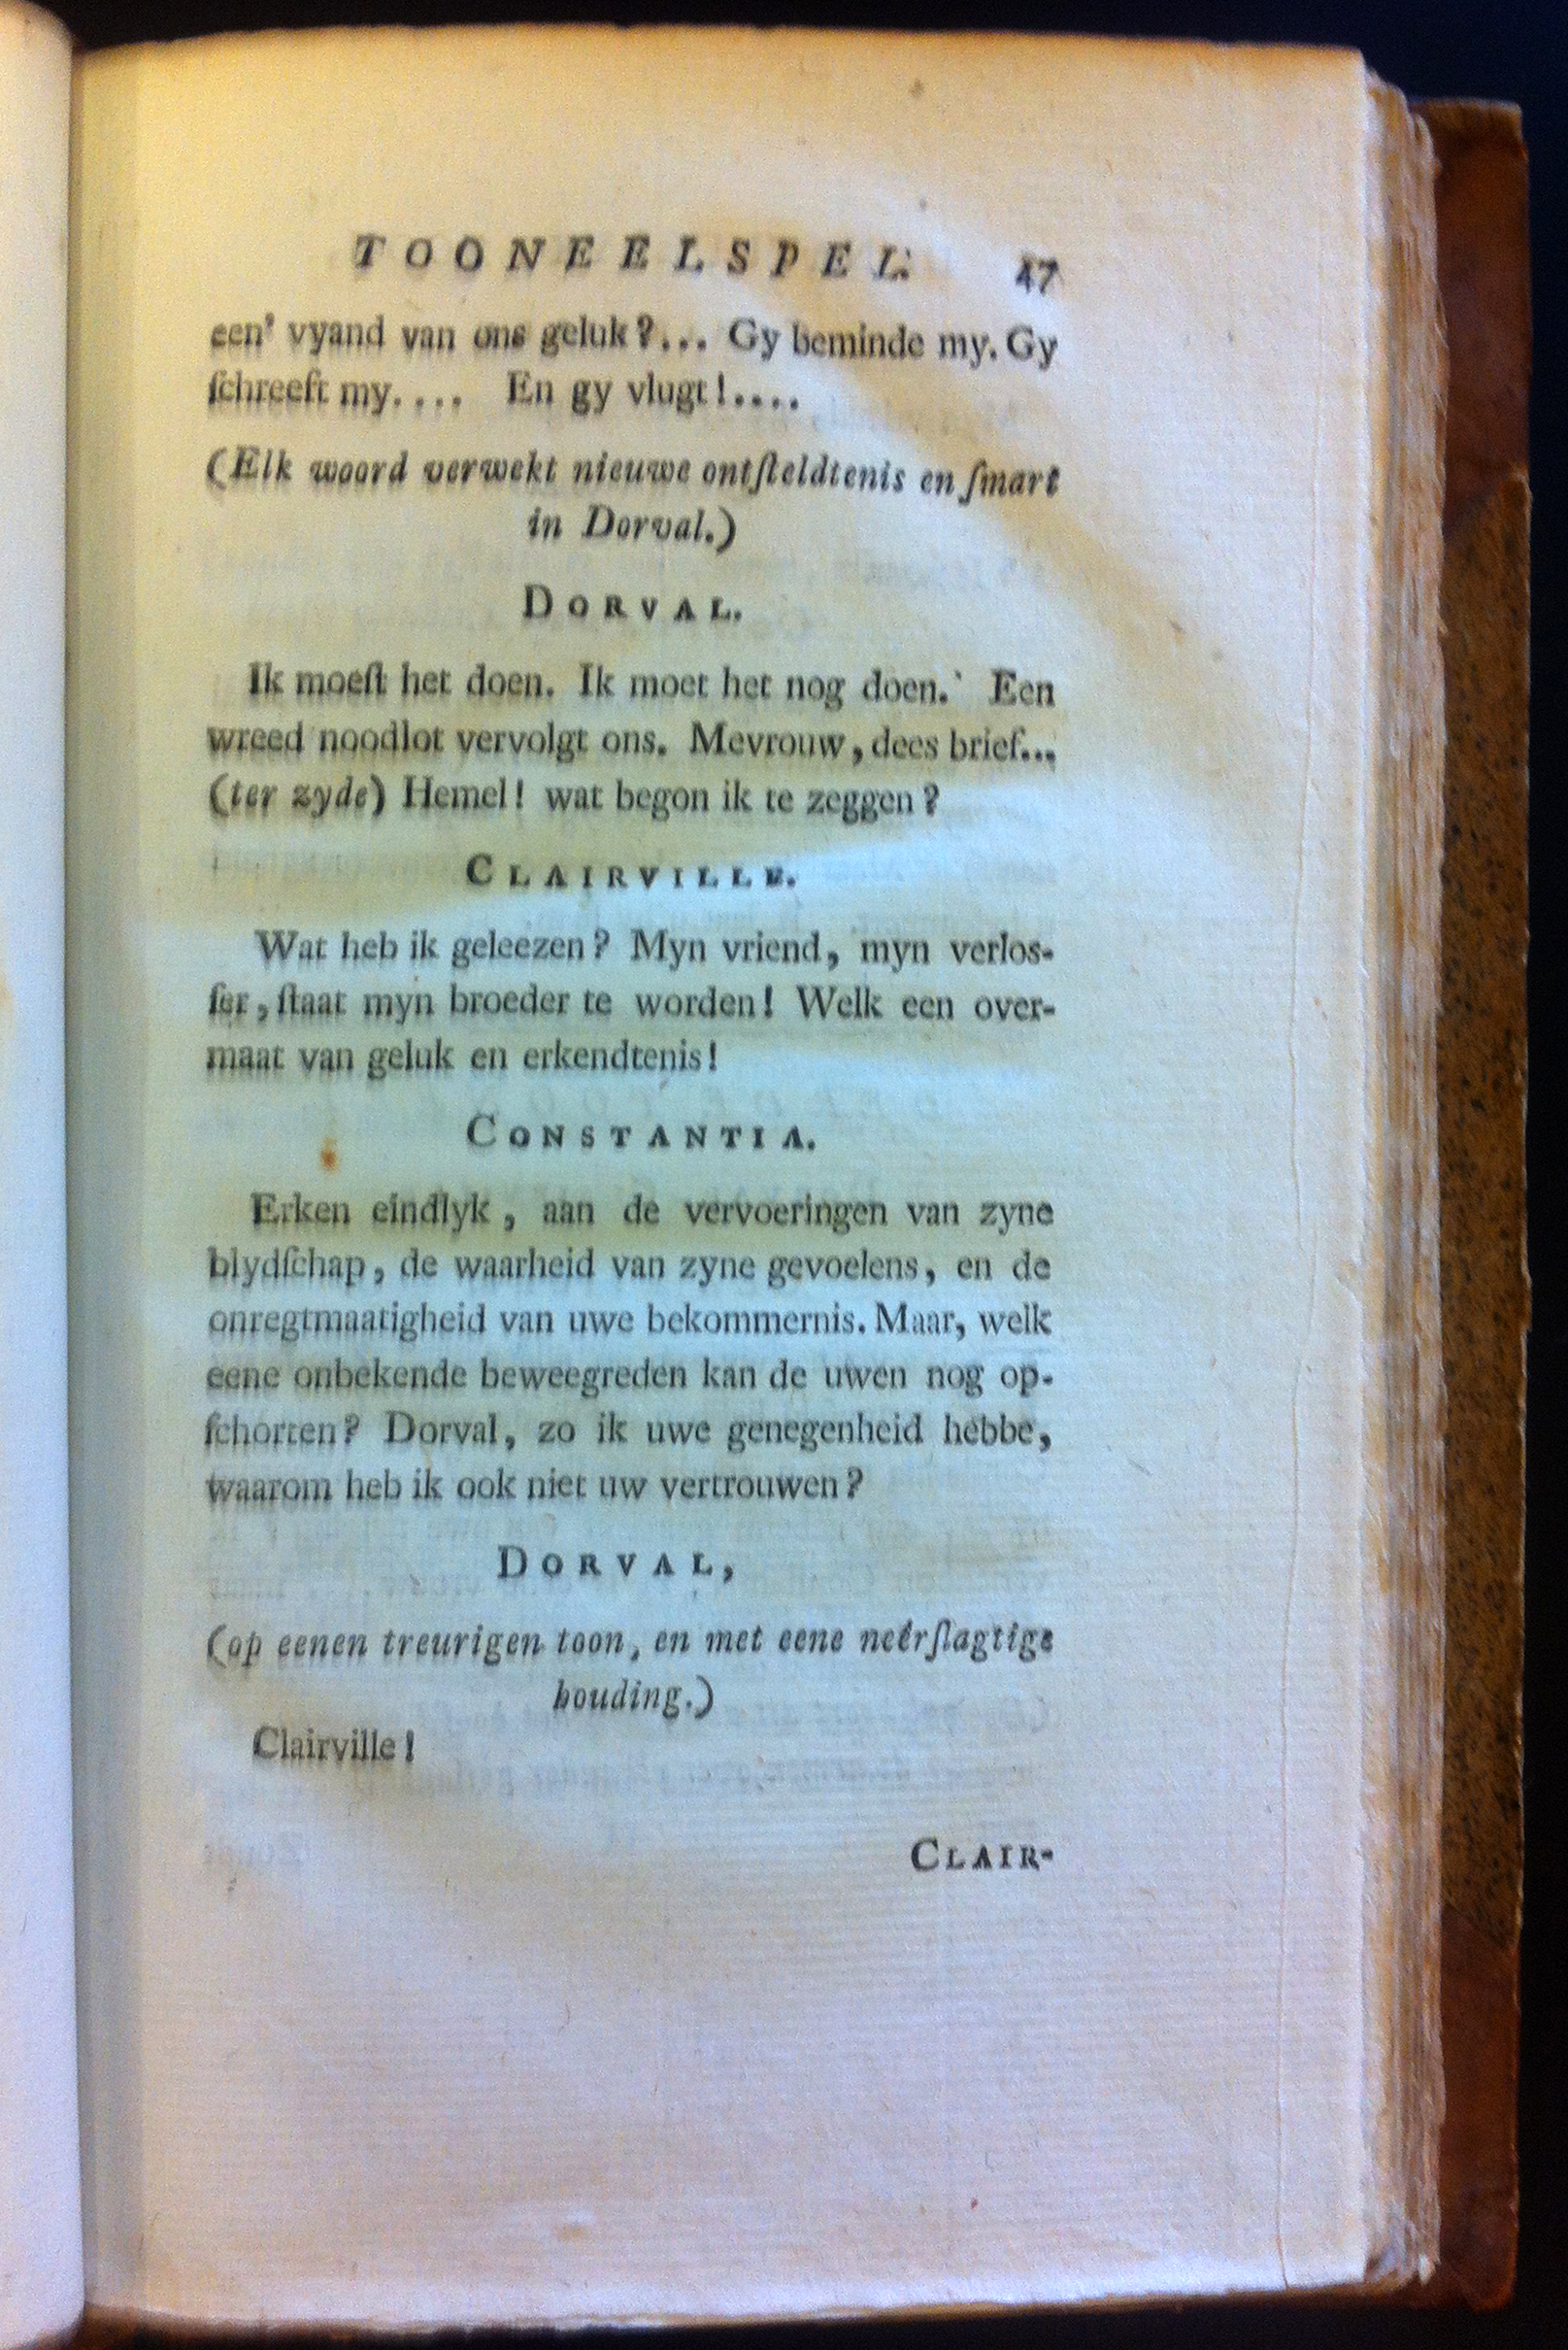 TOONEELSPEL. 47
een' vyand van ons geluk?... Gy beminde my. Gy
ſchreeft my.... En gy vlugt!....
(Elk woord verwekt nieuwe ontſteldtenis en ſmart
in Dorval.)
DORVAL.
Ik moeſt het doen. Ik moet het nog doen. Een
wreed noodlot vervolgt ons. Mevrouw, dees brief...
(ter zyde) Hemel! wat begon ik te zeggen?
CLAIRVILLE.
Wat heb ik geleezen? Myn vriend, myn verlos-
ſer, ſtaat myn broeder te worden! Welk een over-
maat van geluk en erkendtenis!
CONSTANTIA.
Erken eindlyk, aan de vervoeringen van zyne
blydſchap, de waarheid van zyne gevoelens, en de
onregtmaatigheid van uwe bekommernis. Maar, welk
eene onbekende beweegreden kan de uwen nog op-
ſchorten? Dorval, zo ik uwe genegenheid hebbe,
waarom heb ik ook niet uw vertrouwen?
DORVAL,
(op eenen treurigen toon, en met eene neêrſlagtige
houding.)
Clairville!
CLAIR-